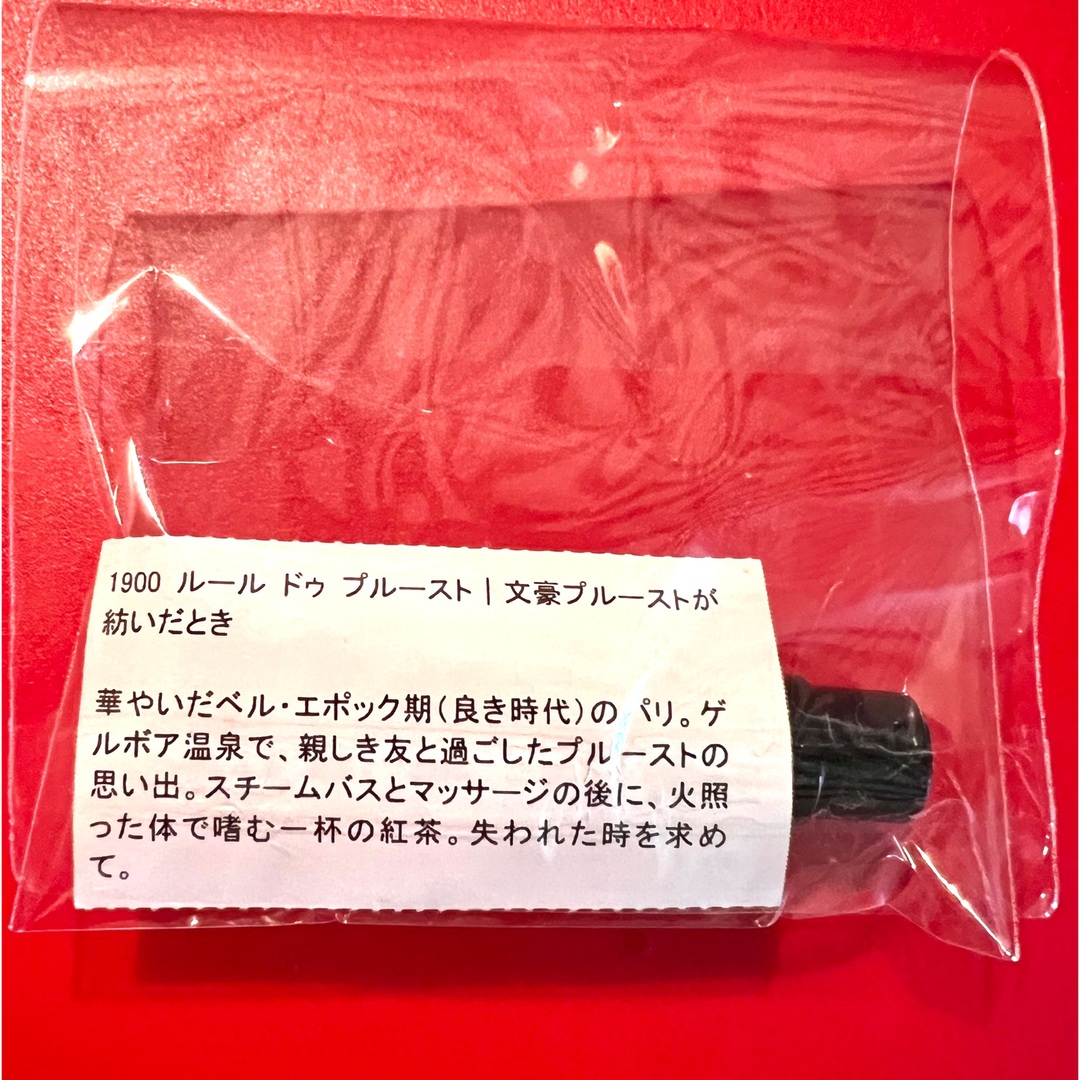 1900 ルール ドゥ プルースト | 文豪プルーストが
紡いだとき
華やいだベル・エポック期(良き時代)のパリ。ゲ
ルボア温泉で、親しき友と過ごしたプルーストの
思い出。スチームバスとマッサージの後に、火照
った体で嗜む一杯の紅茶。失われた時を求め
て。